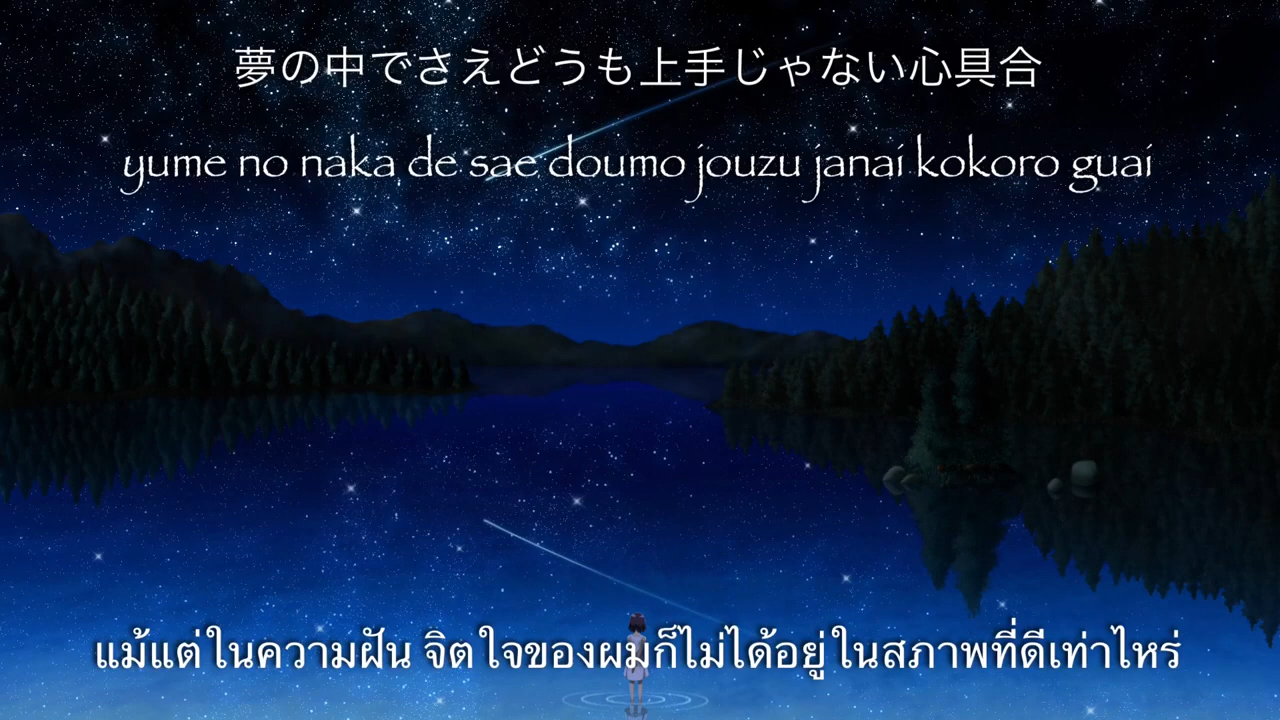 夢の中でさえどうも上手じゃない心具合
yume no naka de sae doumo jouzu janai kokoro guai
แม้แต่ในความฝัน จิตใจของผมก็ไม่ได้อยู่ในสภาพที่ดีเท่าไหร่